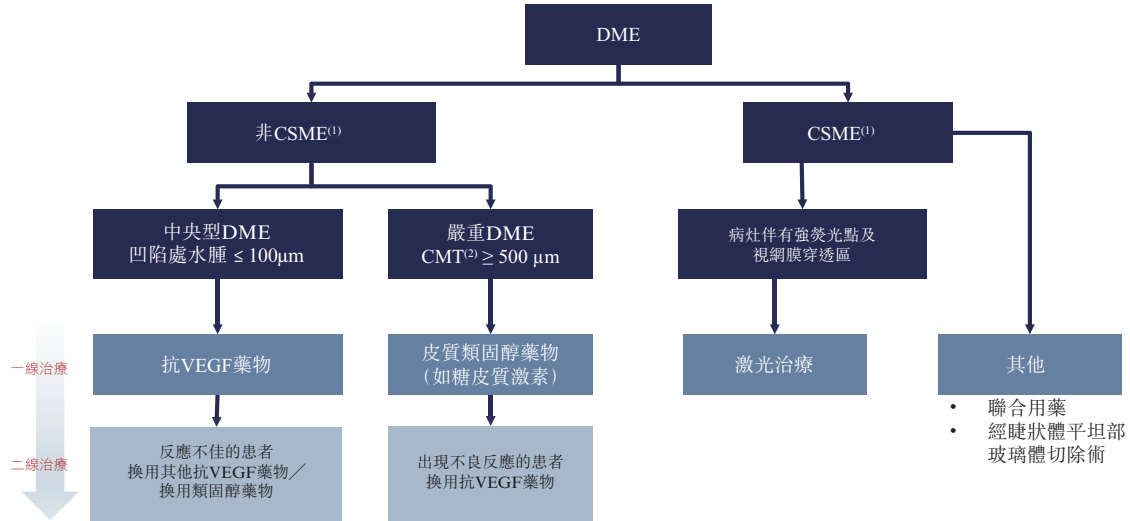 DME
非CSME(1)
CSME(1)
中央型DME
凹陷處水腫 ≤ 100μm
嚴重DME
CMT(2) ≥ 500 μm
病灶伴有強熒光點及
視網膜穿透區
一線治療
抗VEGF藥物
皮質類固醇藥物
（如糖皮質激素）
激光治療
其他
• 聯合用藥
• 經睫狀體平坦部
玻璃體切除術
二線治療
反應不佳的患者
換用其他抗VEGF藥物／
換用類固醇藥物
出現不良反應的患者
換用抗VEGF藥物